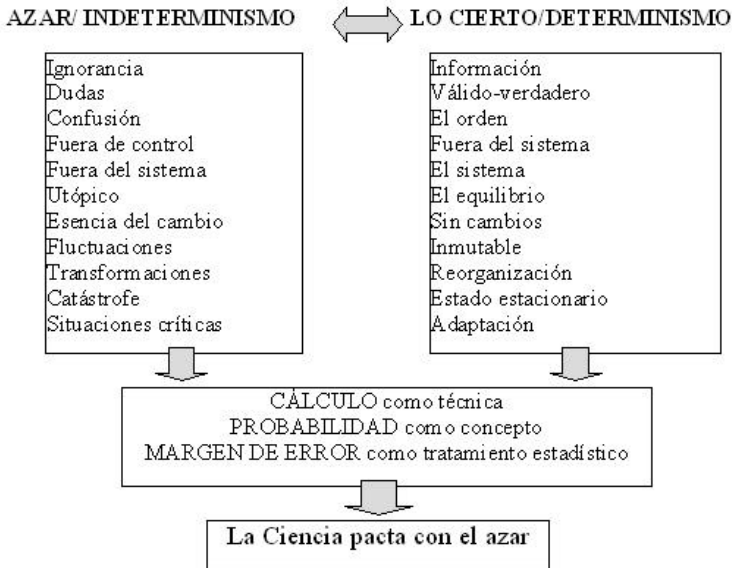 AZAR/ INDETERMINISMO
LO CIERTO/DETERMINISMO
Ignorancia
Dudas
Confusión
Fuera de control
Fuera del sistema
Utópico
Esencia del cambio
Fluctuaciones
Transformaciones
Catástrofe
Situaciones críticas
Información
Válido-verdadero
El orden
Fuera del sistema
El sistema
El equilibrio
Sin cambios
Inmutable
Reorganización
Estado estacionario
Adaptación
CÁLCULO como técnica
PROBABILIDAD como concepto
MARGEN DE ERROR como tratamiento estadístico
La Ciencia pacta con el azar